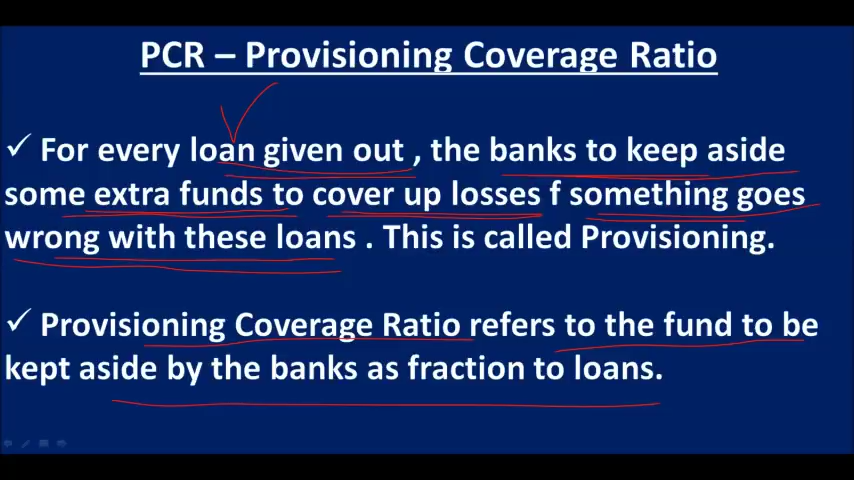 PCR – Provisioning Coverage Ratio
✓ For every loan given out , the banks to keep aside
some extra funds to cover up losses f something goes
wrong with these loans . This is called Provisioning.
✓ Provisioning Coverage Ratio refers to the fund to be
kept aside by the banks as fraction to loans.